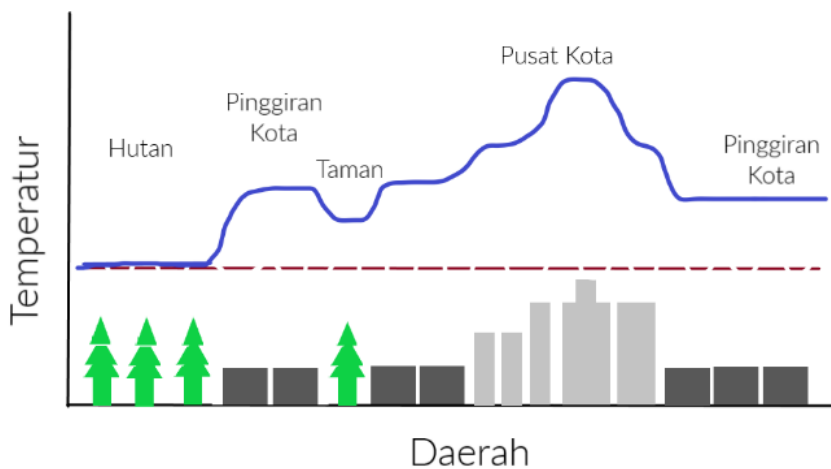 Pusat Kota
Pinggiran
Kota
Hutan
Taman
Pinggiran
Kota
Temperatur
Daerah